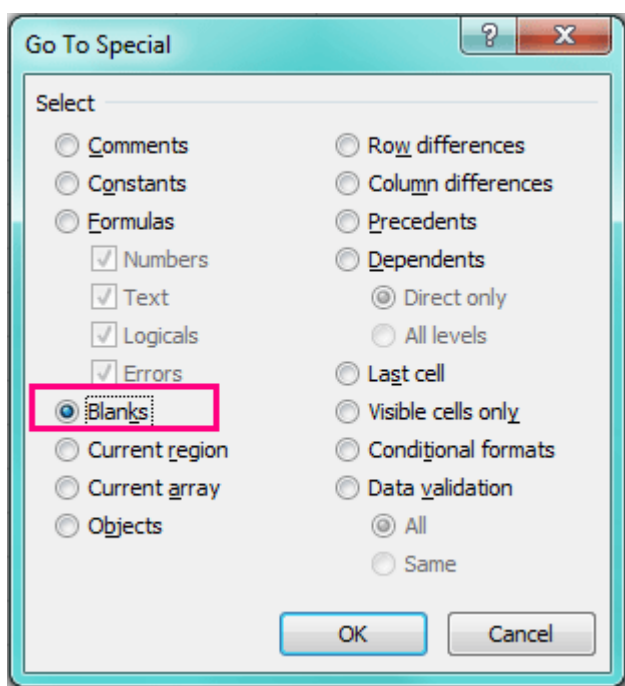 Go To Special
Select
Comments
Constants
Formulas
Numbers
Text
Logicals
Errors
Blanks
Current region
Current array
Objects
Row differences
Column differences
Precedents
Dependents
Direct only
All levels
Last cell
Visible cells only
Conditional formats
Data validation
All
Same
OK
Cancel